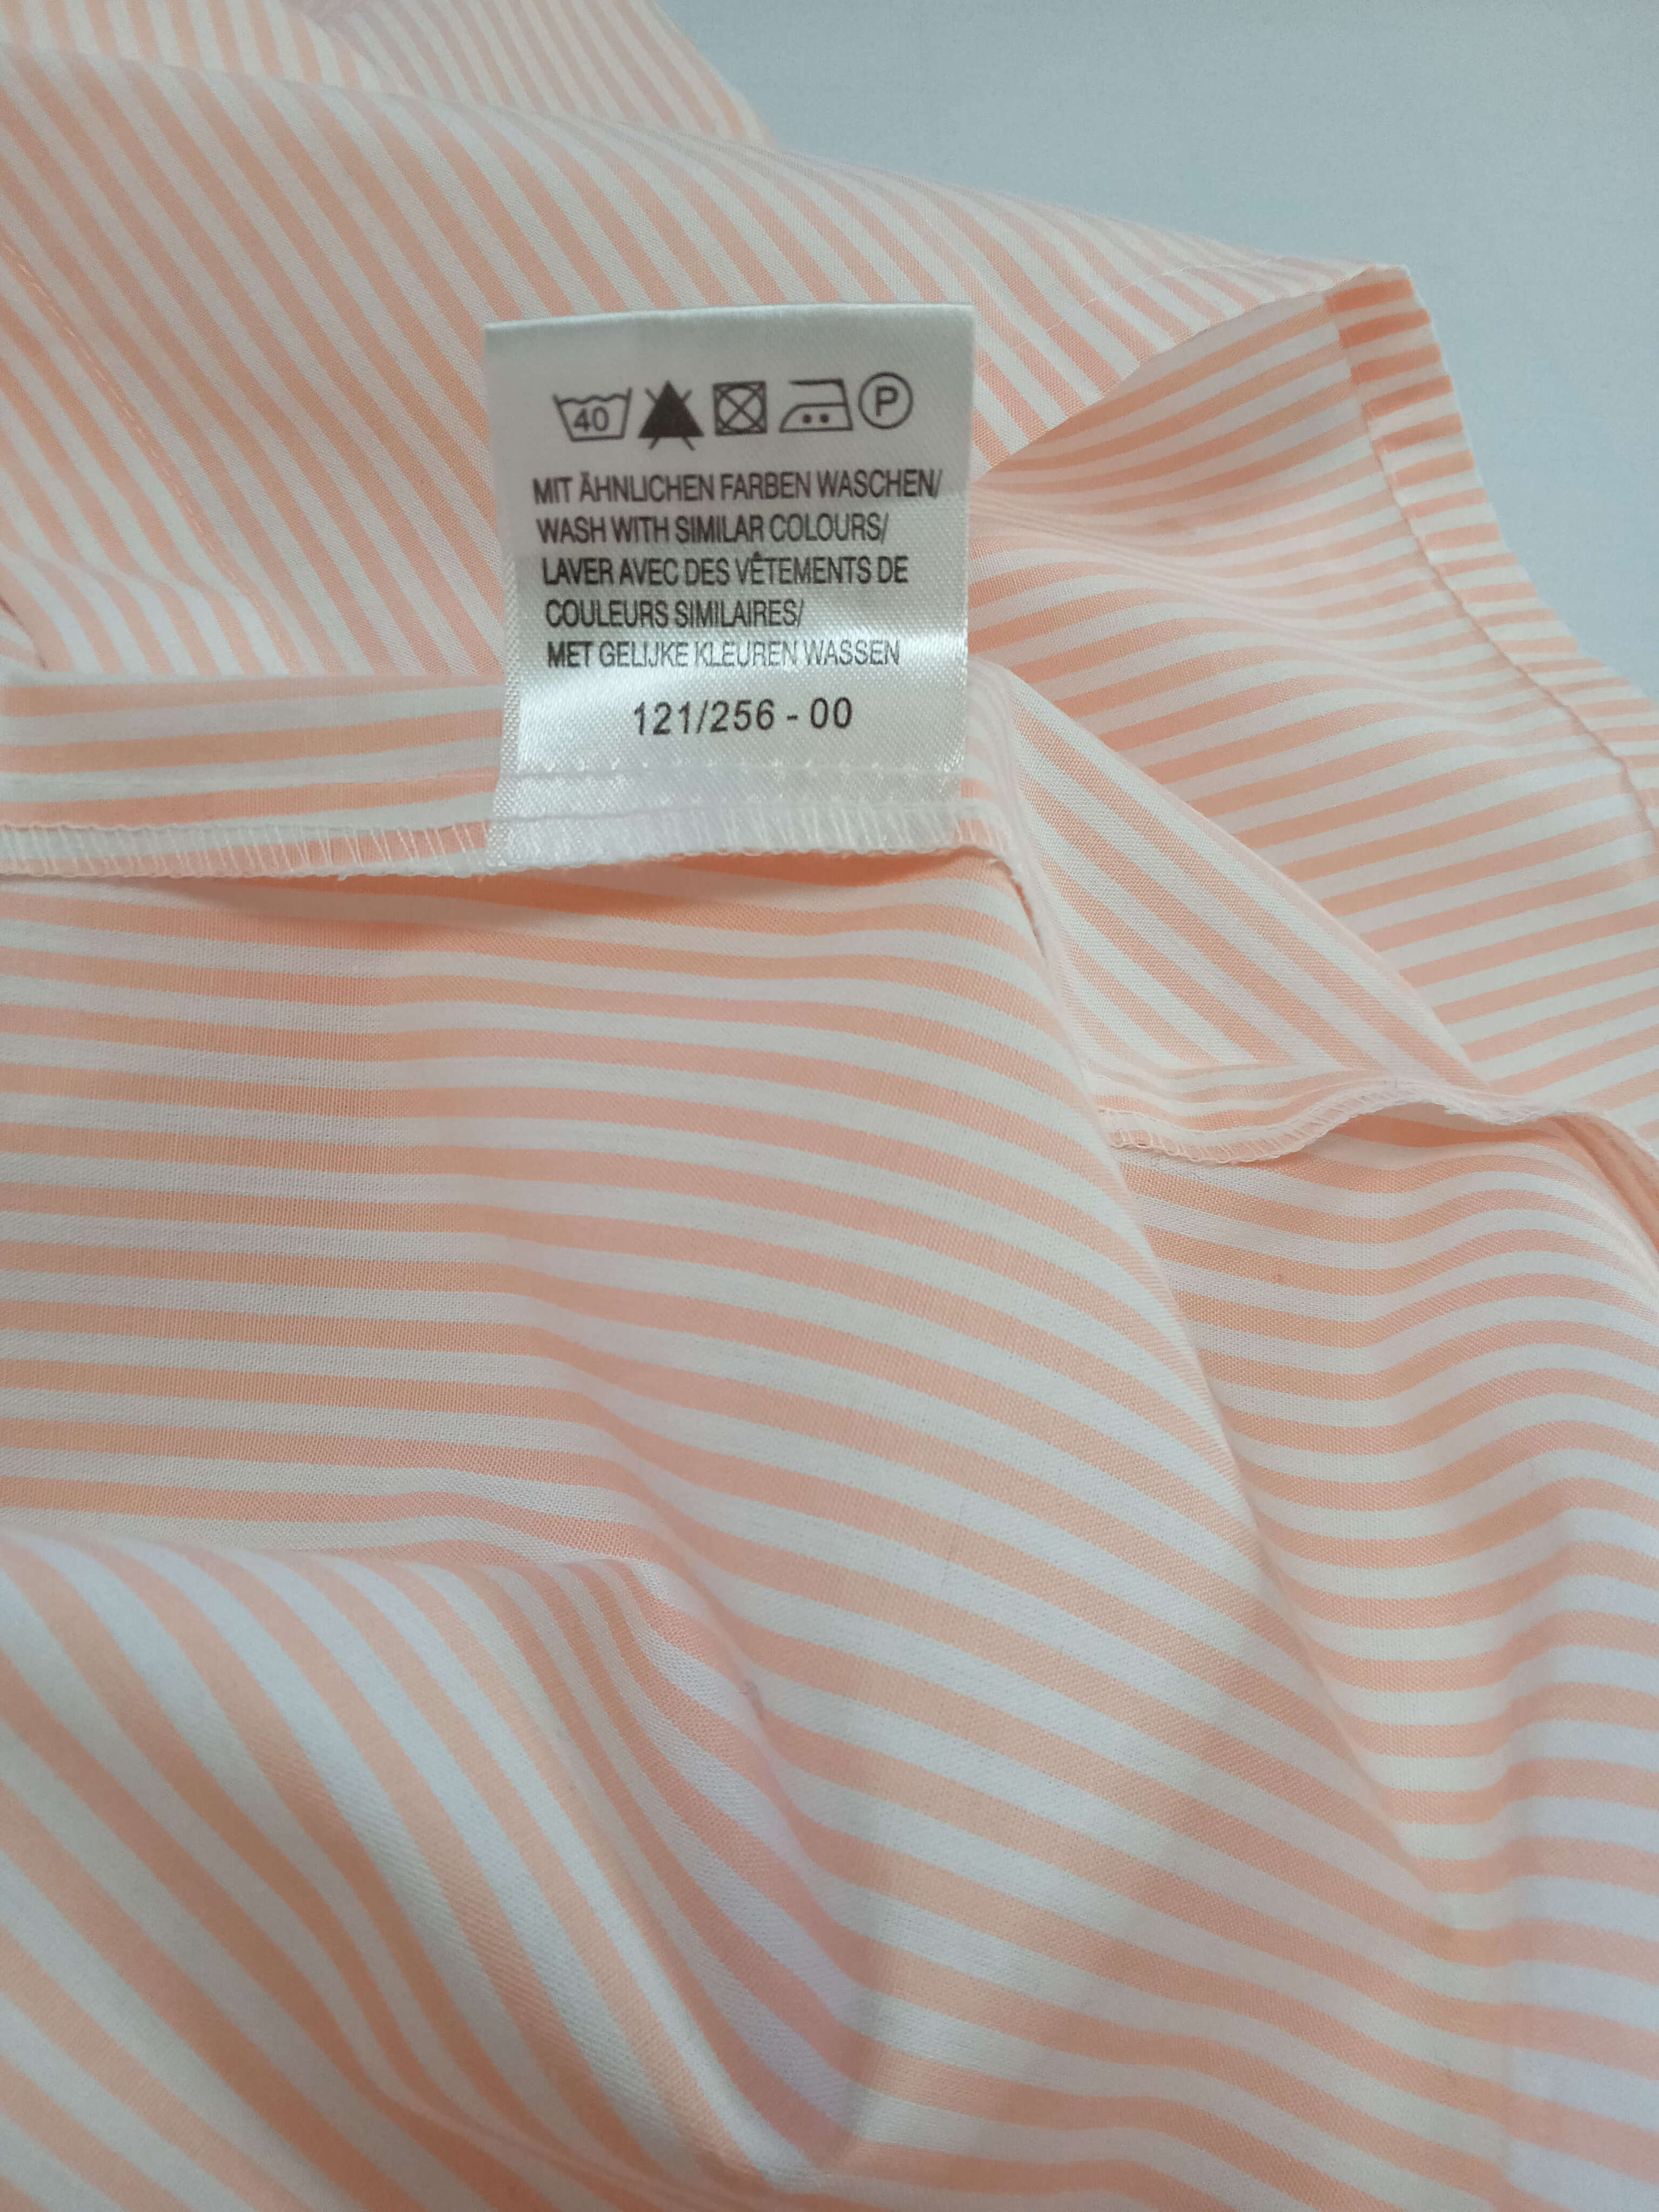 40 P
MIT ÄHNLICHEN FARBEN WASCHEN/
WASH WITH SIMILAR COLOURS/
LAVER AVEC DES VÊTEMENTS DE
COULEURS SIMILAIRES/
MET GELIJKE KLEUREN WASSEN
121/256 - 00